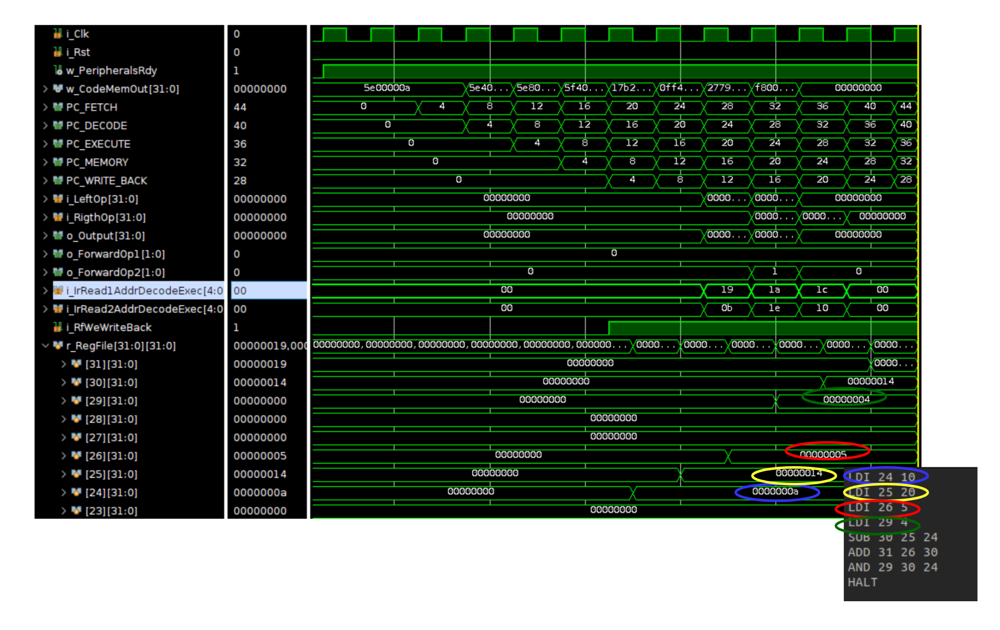 i_Clk 0
i_Rst 0
w_PeripheralsRdy 1
w_CodeMemOut[31:0] 00000000 5e00000a 5e40... 5e80... 5f40... 17b2... 0ff4... 2779... f800... 00000000
PC_FETCH 44 0 4 8 12 16 20 24 28 32 36 40 44
PC_DECODE 40 0 4 8 12 16 20 24 28 32 36 40
PC_EXECUTE 36 0 4 8 12 16 20 24 28 32 36
PC_MEMORY 32 0 4 8 12 16 20 24 28 32
PC_WRITE_BACK 28 0 4 8 12 16 20 24 28
i_LeftOp[31:0] 00000000 00000000 0000... 0000... 00000000
i_RigthOp[31:0] 00000000 00000000 0000... 0000... 00000000
o_Output[31:0] 00000000 00000000 0000... 0000... 00000000
o_ForwardOp1[1:0] 0 0
o_ForwardOp2[1:0] 0 0 1 0
i_IrRead1AddrDecodeExec[4:0 00 00 19 1a 1c 00
i_IrRead2AddrDecodeExec[4:0 00 00 0b 1e 10 00
i_RfWeWriteBack 1
r_RegFile[31:0][31:0] 00000019,000 00000000,00000000,00000000,00000000,00000000,000000... 0000... 0000... 0000... 0000... 0000... 0000...
[31][31:0] 00000019 00000000 0000...
[30][31:0] 00000014 00000000 00000014
[29][31:0] 00000000 00000000 00000004
[28][31:0] 00000000 00000000
[27][31:0] 00000000 00000000
[26][31:0] 00000005 00000000 00000005
[25][31:0] 00000014 00000000 00000014
[24][31:0] 0000000a 00000000 0000000a
[23][31:0] 00000000 00000000
LDI 24 10
LDI 25 20
LDI 26 5
LDI 29 4
SUB 30 25 24
ADD 31 26 30
AND 29 30 24
HALT